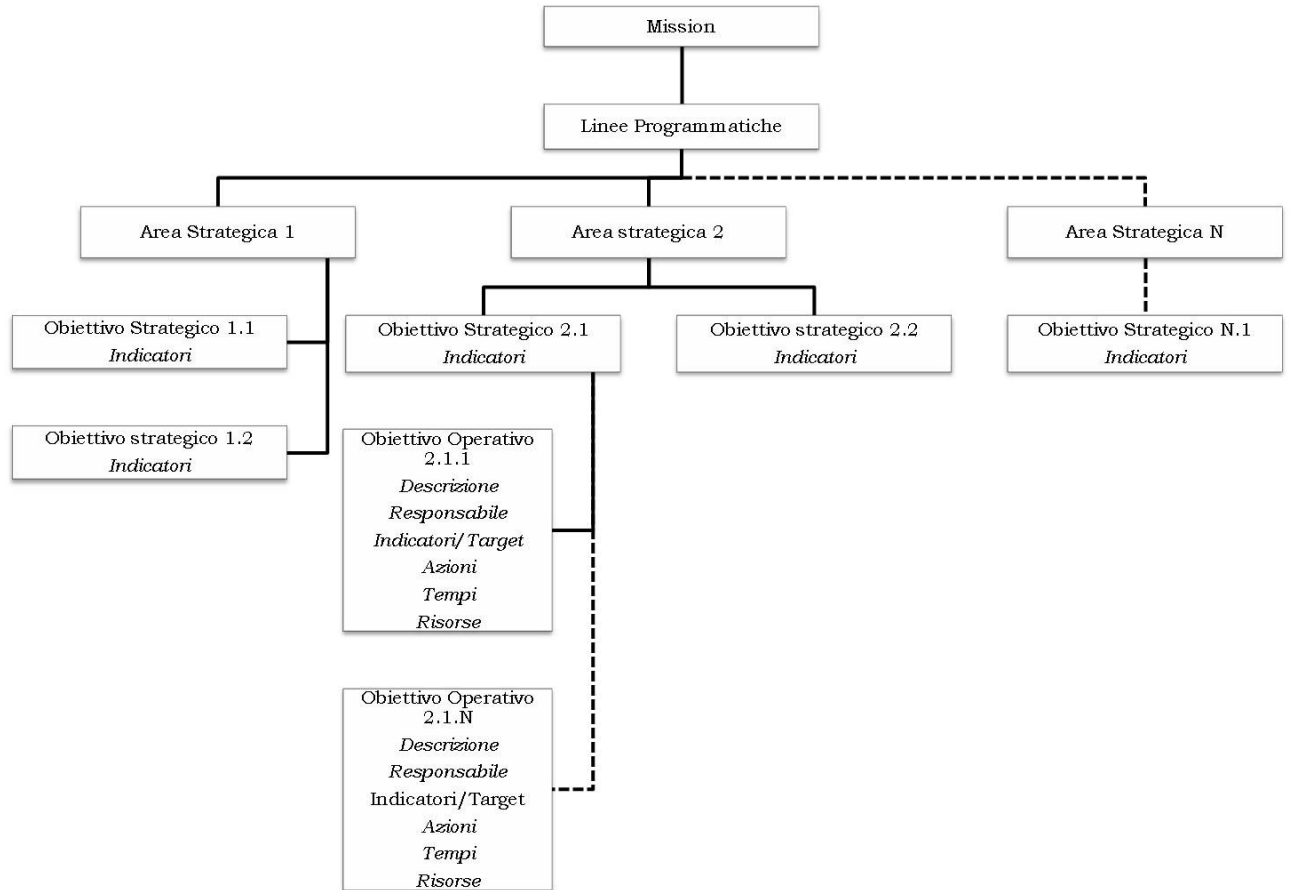 Mission
Linee Programmatiche
Area Strategica 1
Area strategica 2
Area Strategica N
Obiettivo Strategico 1.1
Indicatori
Obiettivo Strategico 2.1
Indicatori
Obiettivo strategico 2.2
Indicatori
Obiettivo Strategico N.1
Indicatori
Obiettivo strategico 1.2
Indicatori
Obiettivo Operativo
2.1.1
Descrizione
Responsabile
Indicatori/Target
Azioni
Tempi
Risorse
Obiettivo Operativo
2.1.N
Descrizione
Responsabile
Indicatori/Target
Azioni
Tempi
Risorse